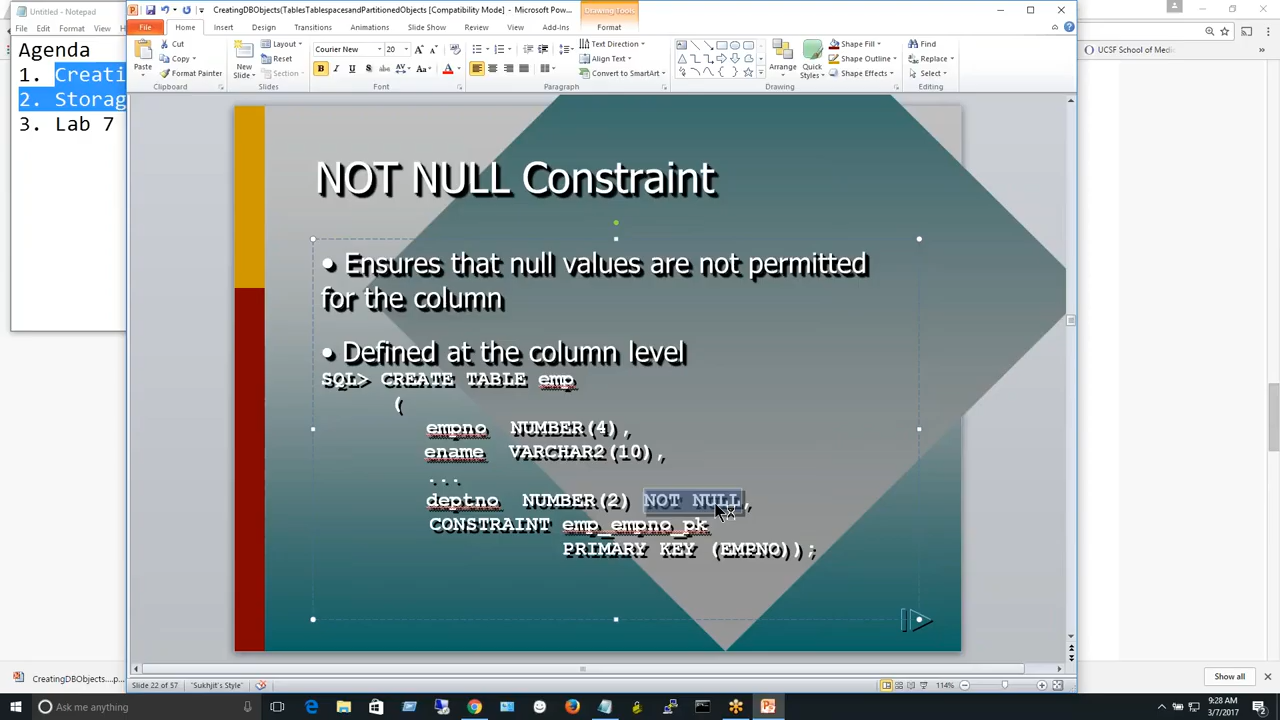 Untitled - Notepad
File Edit Format View
Agenda
1. Creati
2. Storag
3. Lab 7
CreatingDBObjects(TablesTablespacesandPartitionedObjects [Compatibility Mode] - Microsoft Pow...
Drawing Tools
File Home Insert Design Transitions Animations Slide Show Review View Add-Ins Format
Paste
Cut
Copy
Format Painter
Clipboard
New Slide
Layout
Reset
Section
Slides
Courier New 20
Font
Paragraph
Text Direction
Align Text
Convert to SmartArt
Arrange
Quick Styles
Shape Fill
Shape Outline
Shape Effects
Drawing
Find
Replace
Select
Editing
UCSF School of Medi
NOT NULL Constraint
• Ensures that null values are not permitted
for the column
• Defined at the column level
SQL> CREATE TABLE emp
(
empno NUMBER(4),
ename VARCHAR2(10),
...
deptno NUMBER(2) NOT NULL,
CONSTRAINT emp_empno_pk
PRIMARY KEY (EMPNO));
CreatingDBObjects....p...
Show all
Slide 22 of 57
"Sukhjit's Style"
114%
Ask me anything
9:28 AM
3/7/2017